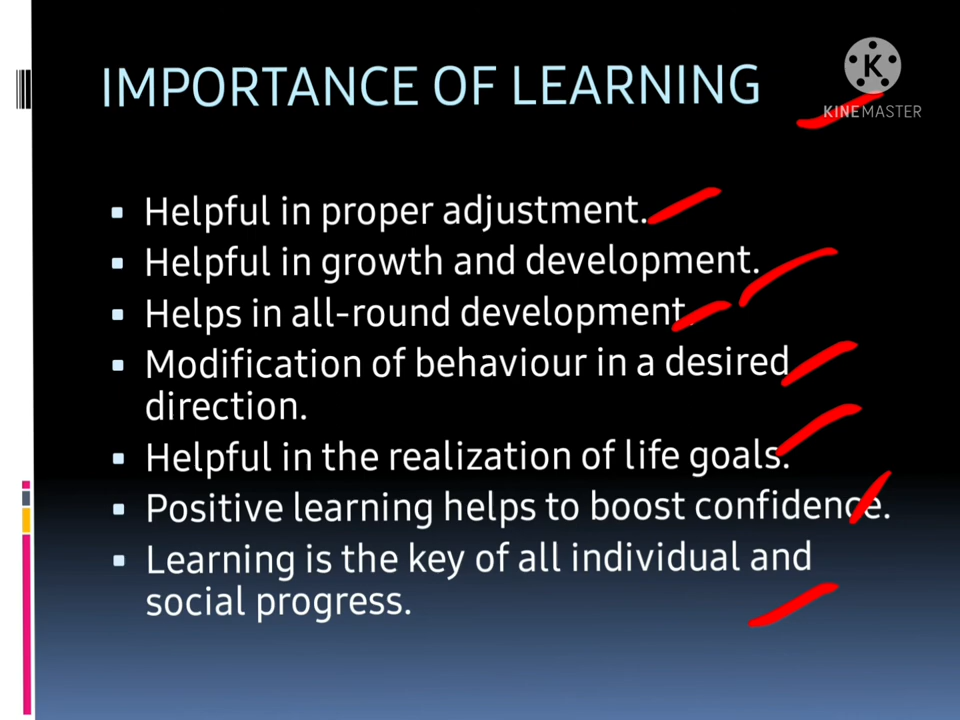 IMPORTANCE OF LEARNING
K
KINEMASTER
Helpful in proper adjustment.
Helpful in growth and development.
Helps in all-round development.
Modification of behaviour in a desired
direction.
Helpful in the realization of life goals.
Positive learning helps to boost confidence.
Learning is the key of all individual and
social progress.